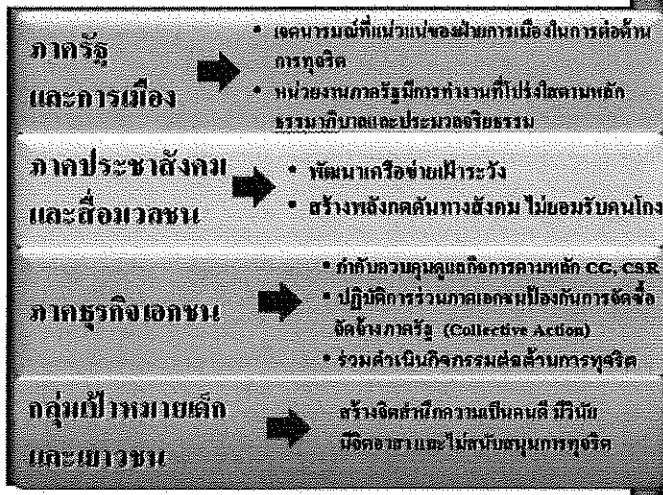 ภาครัฐ
และการเมือง
• เจตนารมณ์ที่แน่วแน่ของฝ่ายการเมืองในการต่อต้าน
การทุจริต
• หน่วยงานภาครัฐมีการทำงานที่โปร่งใสตามหลัก
ธรรมาภิบาลและประมวลจริยธรรม
ภาคประชาสังคม
และสื่อมวลชน
• พัฒนาเครือข่ายเฝ้าระวัง
• สร้างพลังกดดันทางสังคม ไม่ยอมรับคนโกง
ภาคธุรกิจเอกชน
• กำกับควบคุมดูแลกิจการตามหลัก CG, CSR
• ปฏิบัติการร่วมภาคเอกชนป้องกันการจัดซื้อ
จัดจ้างภาครัฐ (Collective Action)
• ร่วมดำเนินกิจกรรมต่อต้านการทุจริต
กลุ่มเป้าหมายเด็ก
และเยาวชน
สร้างจิตสำนึกความเป็นคนดี มีวินัย
มีจิตอาสา และไม่สนับสนุนการทุจริต